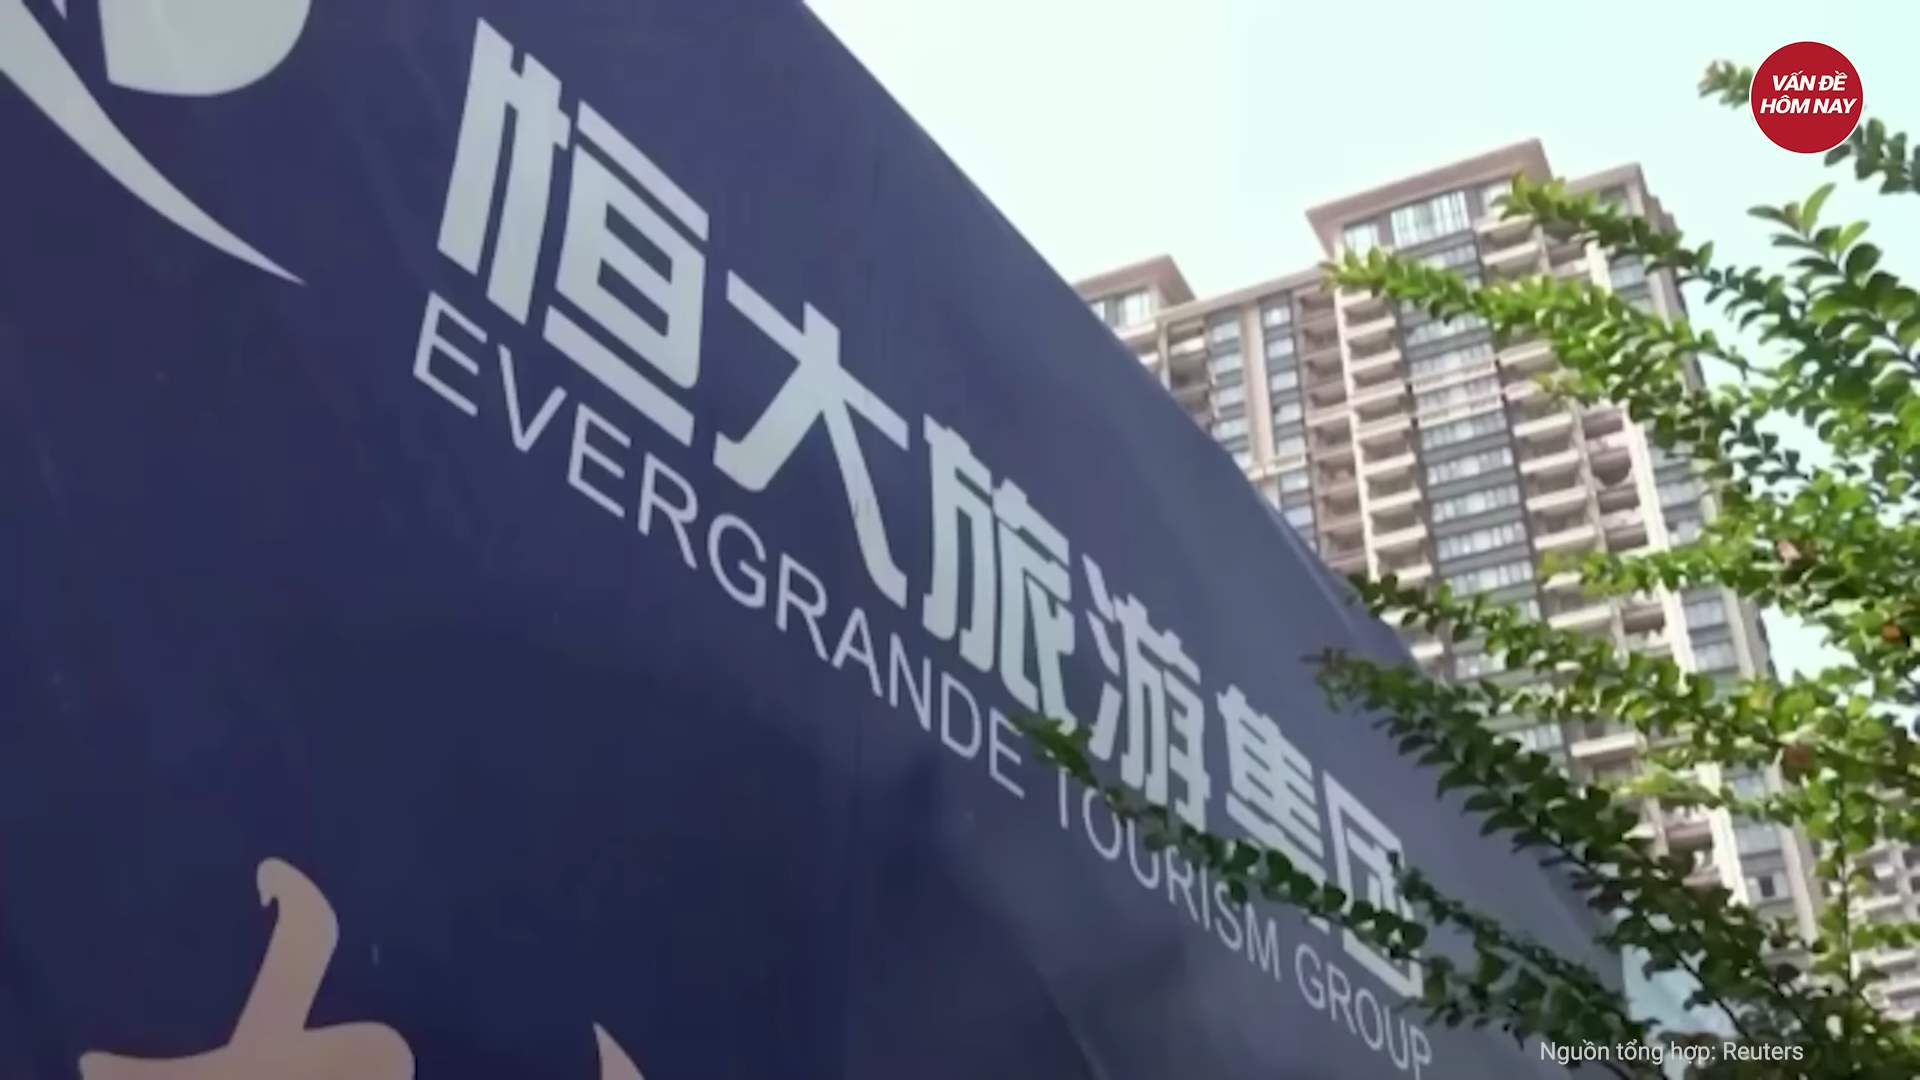 VẤN ĐỀ
HÔM NAY
恒大旅游集团
EVERGRANDE TOURISM GROUP
Nguồn tổng hợp: Reuters